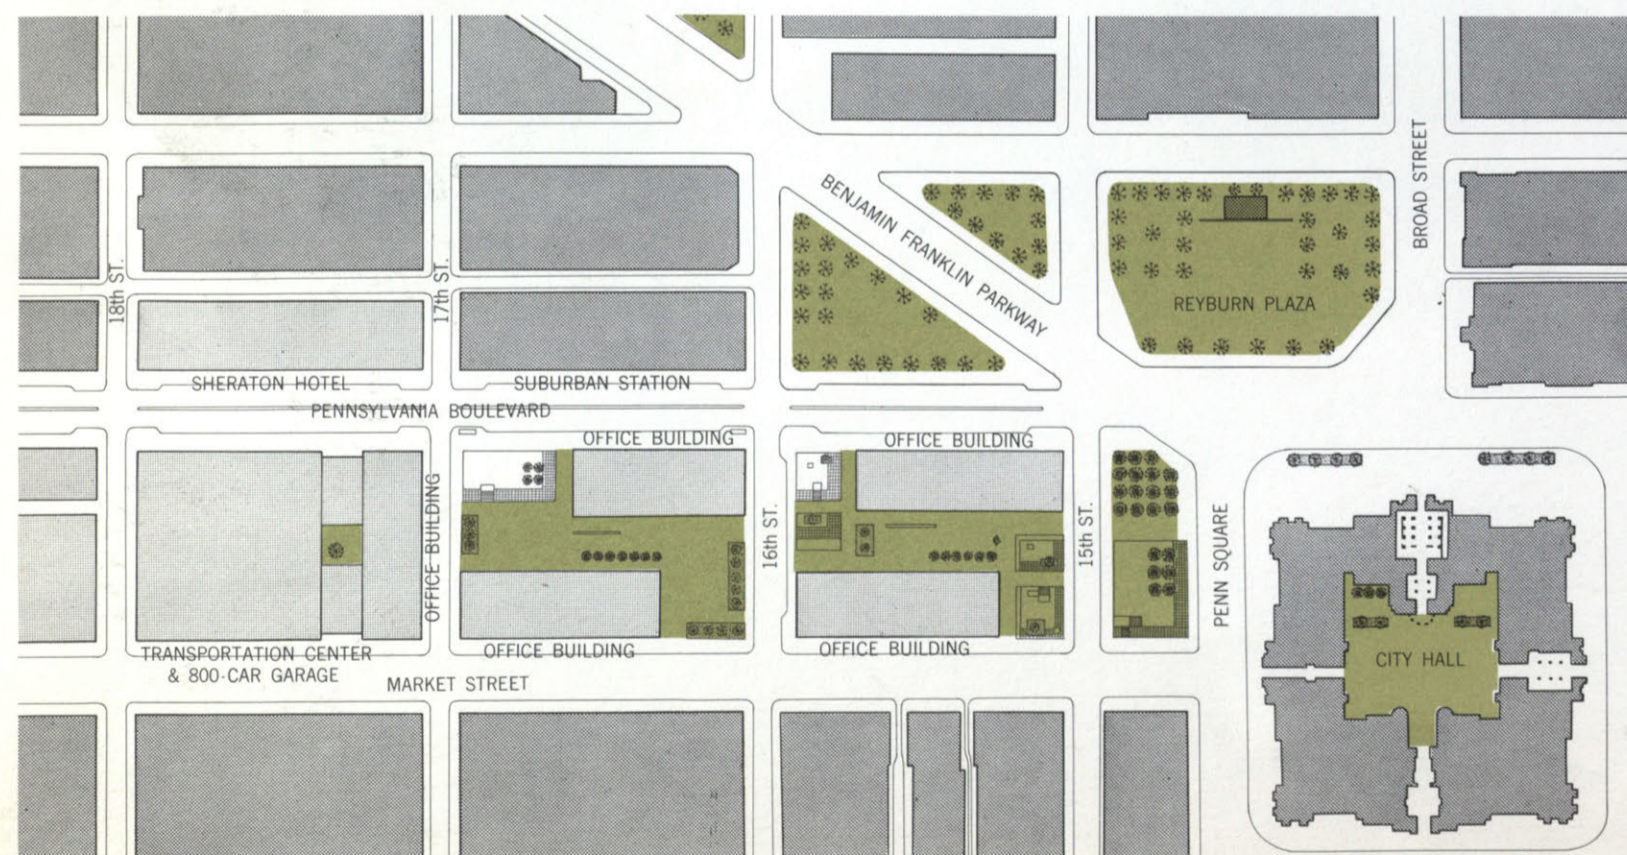 BROAD STREET
BENJAMIN FRANKLIN PARKWAY
18th ST.
17th ST.
REYBURN PLAZA
SHERATON HOTEL
SUBURBAN STATION
PENNSYLVANIA BOULEVARD
OFFICE BUILDING
OFFICE BUILDING
OFFICE BUILDING
16th ST.
15th ST.
PENN SQUARE
TRANSPORTATION CENTER
& 800-CAR GARAGE
OFFICE BUILDING
OFFICE BUILDING
CITY HALL
MARKET STREET